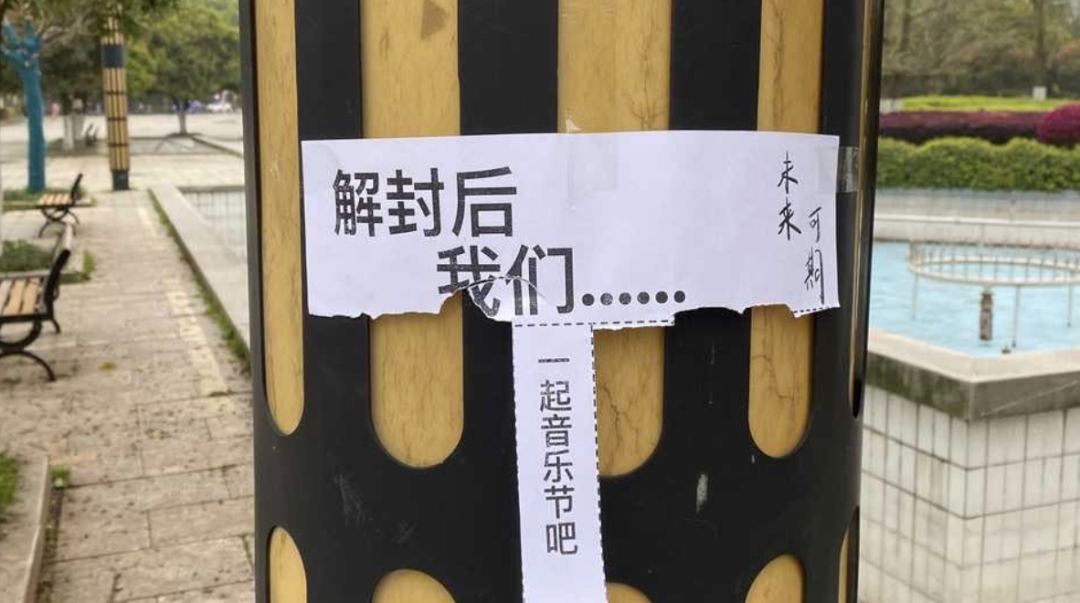 解封后
我们......
未来
可期
一起音乐节吧